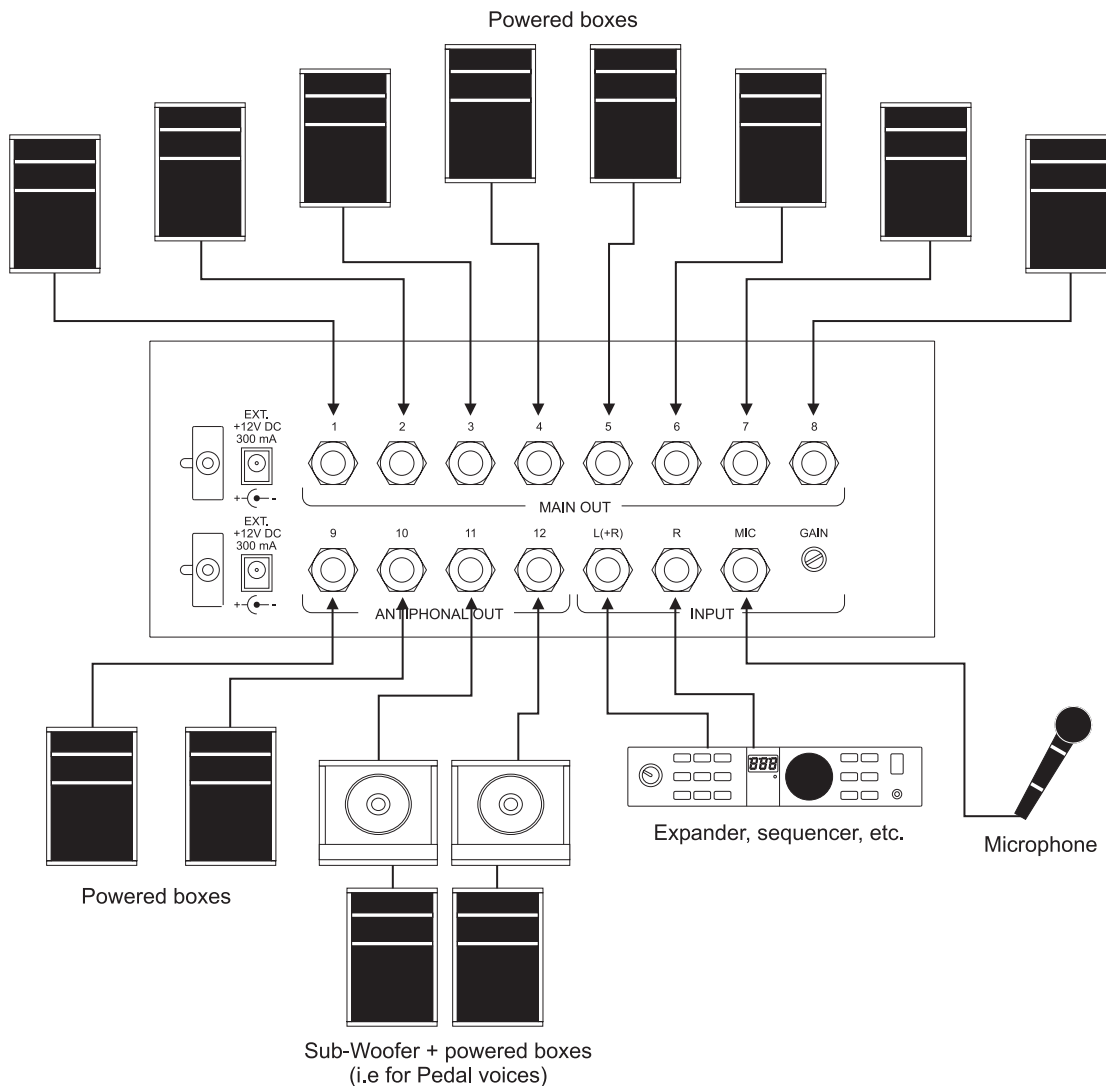 Powered boxes
EXT.
+12V DC
300 mA
1 2 3 4 5 6 7 8
+ -
MAIN OUT
EXT.
+12V DC
300 mA
9 10 11 12 L(+R) R MIC GAIN
+ -
ANTIPHONAL OUT INPUT
888
Expander, sequencer, etc.
Microphone
Powered boxes
Sub-Woofer + powered boxes
(i.e for Pedal voices)